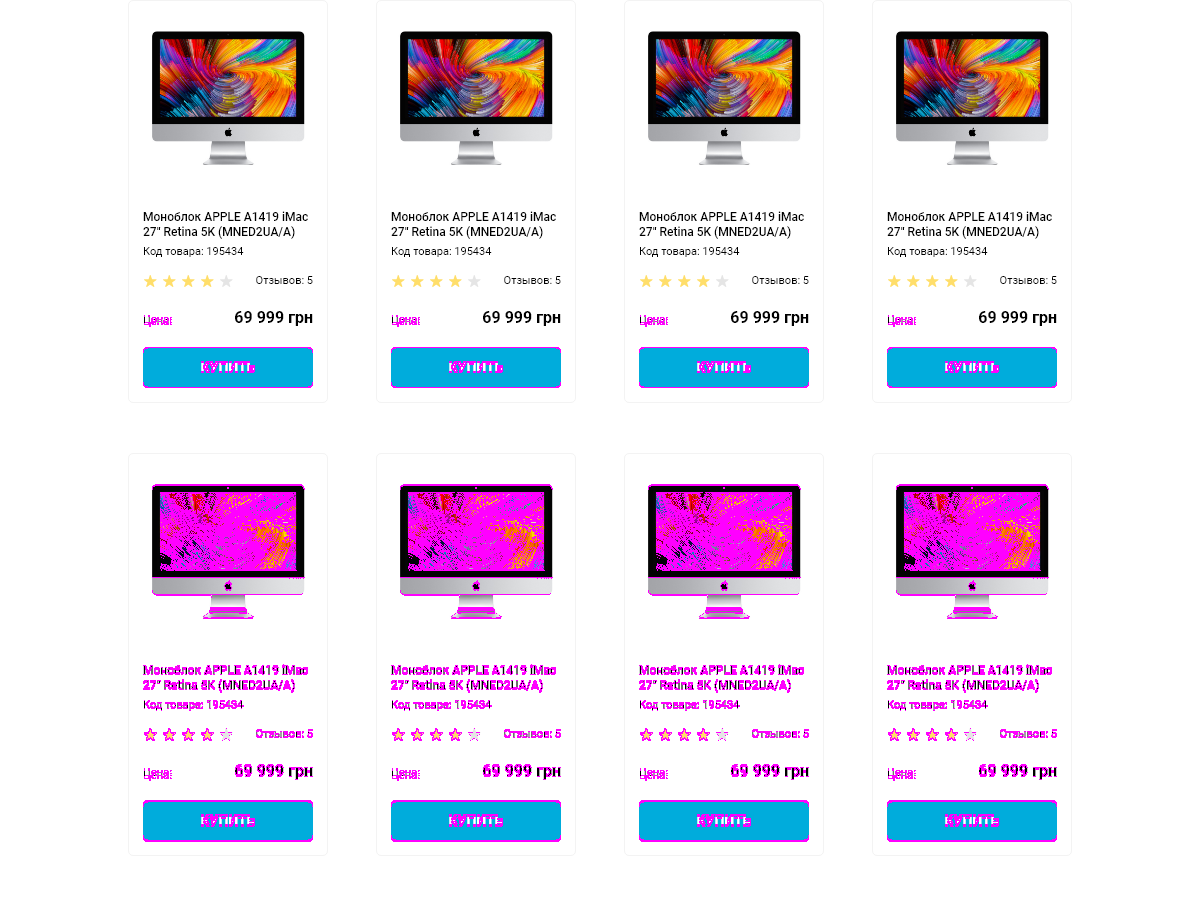 Моноблок APPLE A1419 iMac
27" Retina 5K (MNED2UA/A)
Код товара: 195434
Отзывов: 5
Цена: 69 999 грн
КУПИТЬ
Моноблок APPLE A1419 iMac
27" Retina 5K (MNED2UA/A)
Код товара: 195434
Отзывов: 5
Цена: 69 999 грн
КУПИТЬ
Моноблок APPLE A1419 iMac
27" Retina 5K (MNED2UA/A)
Код товара: 195434
Отзывов: 5
Цена: 69 999 грн
КУПИТЬ
Моноблок APPLE A1419 iMac
27" Retina 5K (MNED2UA/A)
Код товара: 195434
Отзывов: 5
Цена: 69 999 грн
КУПИТЬ
Моноблок APPLE A1419 iMac
27" Retina 5K (MNED2UA/A)
Код товара: 195434
Отзывов: 5
Цена: 69 999 грн
КУПИТЬ
Моноблок APPLE A1419 iMac
27" Retina 5K (MNED2UA/A)
Код товара: 195434
Отзывов: 5
Цена: 69 999 грн
КУПИТЬ
Моноблок APPLE A1419 iMac
27" Retina 5K (MNED2UA/A)
Код товара: 195434
Отзывов: 5
Цена: 69 999 грн
КУПИТЬ
Моноблок APPLE A1419 iMac
27" Retina 5K (MNED2UA/A)
Код товара: 195434
Отзывов: 5
Цена: 69 999 грн
КУПИТЬ